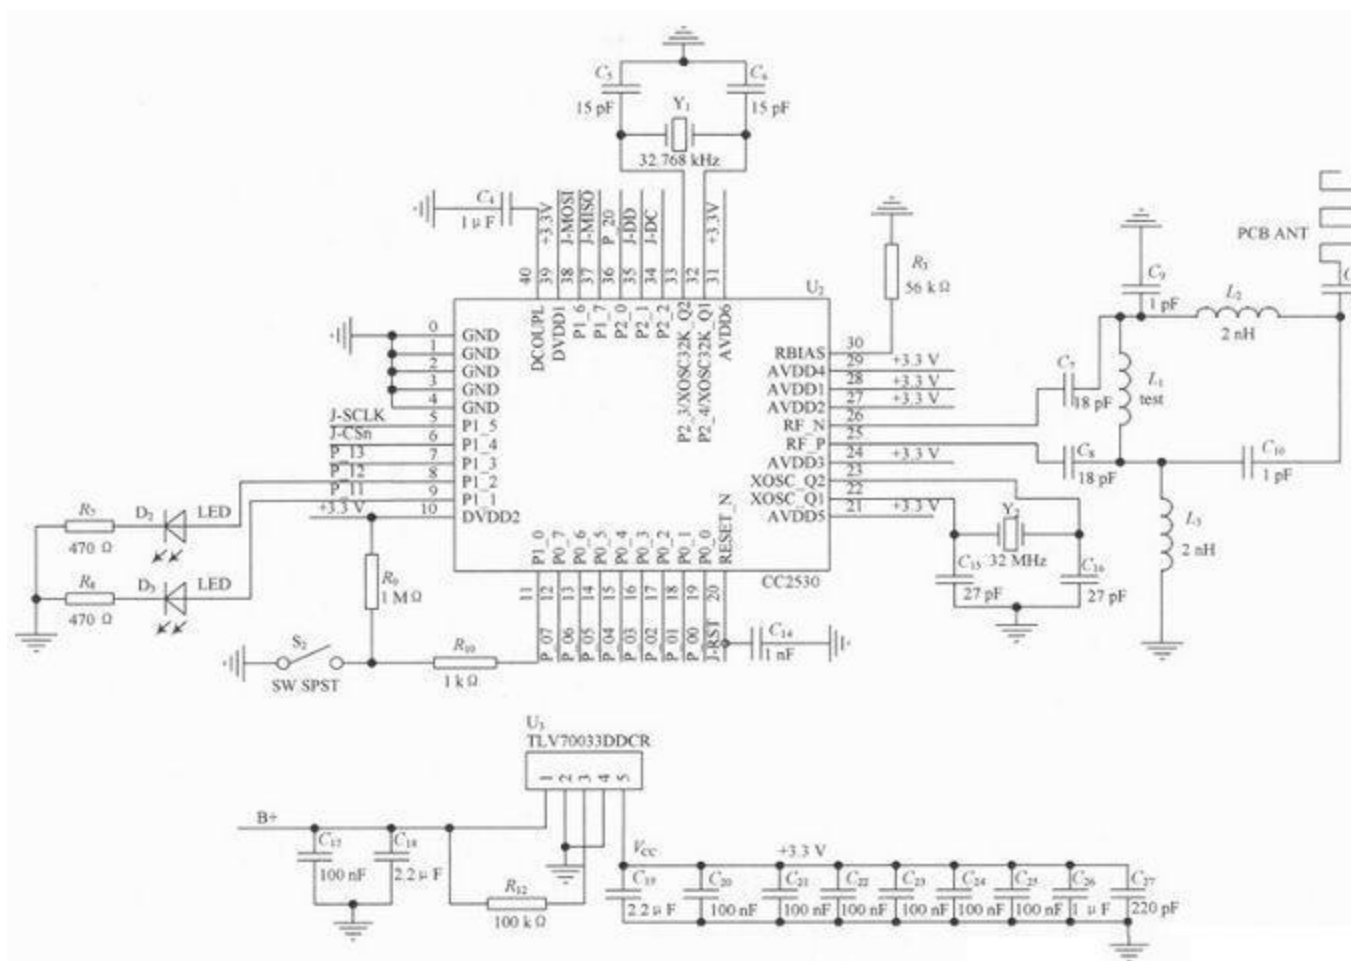 C5
15 pF
C6
15 pF
Y1
32.768 kHz
C4
1 μF
+3.3V
J-MOSI
J-MISO
P_20
J-DD
J-DC
+3.3V
40
39
38
37
36
35
34
33
32
31
U2
DCOUPL
DVDD1
P1_6
P1_7
P2_0
P2_1
P2_2
P2_3/XOSC32K_Q2
P2_4/XOSC32K_Q1
AVDD6
R3
56 kΩ
PCB ANT
C9
1 pF
L2
2 nH
C7
18 pF
L1
test
C8
18 pF
C10
1 pF
L3
2 nH
0 GND
1 GND
2 GND
3 GND
4 GND
J-SCLK 5 P1_5
J-CSn 6 P1_4
P_13 7 P1_3
P_12 8 P1_2
P_11 9 P1_1
+3.3 V 10 DVDD2
RBIAS 30
AVDD4 29 +3.3 V
AVDD1 28 +3.3 V
AVDD2 27 +3.3 V
RF_N 26
RF_P 25
AVDD3 24 +3.3 V
XOSC_Q2 23
XOSC_Q1 22
AVDD5 21 +3.3 V
Y2
32 MHz
C15
27 pF
C16
27 pF
R7
470 Ω
D2
LED
R8
470 Ω
D3
LED
R9
1 MΩ
S2
SW SPST
R10
1 kΩ
P1_0
P0_7
P0_6
P0_5
P0_4
P0_3
P0_2
P0_1
P0_0
RESET_N
CC2530
11
12
13
14
15
16
17
18
19
20
P_07
P_06
P_05
P_04
P_03
P_02
P_01
P_00
J-RST
C14
1 nF
U3
TLV70033DDCR
1
2
3
4
5
B+
C17
100 nF
C18
2.2 μF
R12
100 kΩ
VCC
+3.3 V
C19
2.2 μF
C20
100 nF
C21
100 nF
C22
100 nF
C23
100 nF
C24
100 nF
C25
100 nF
C26
1 μF
C27
220 pF